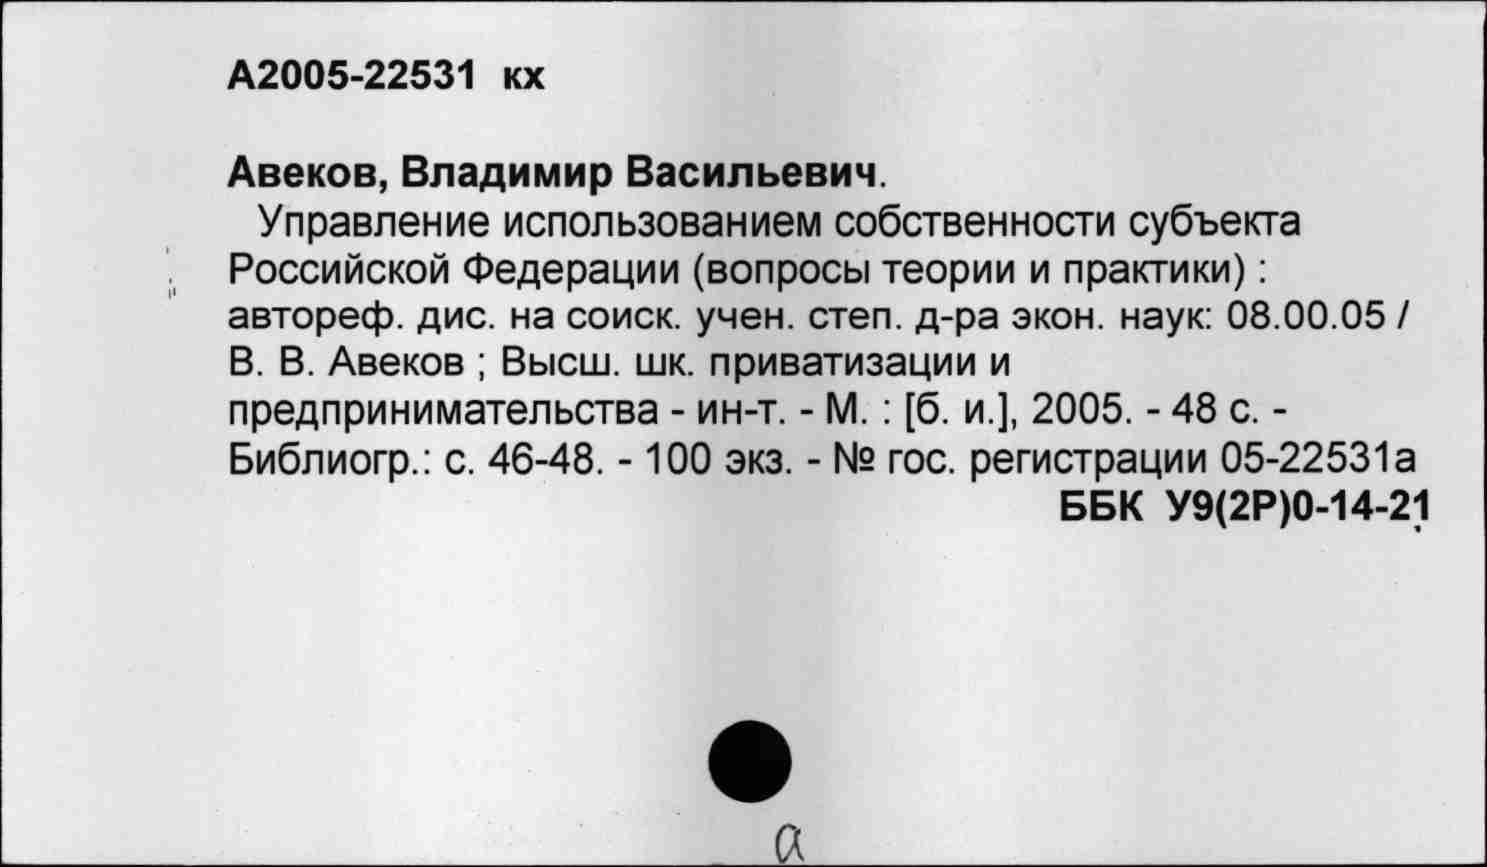 А2005-22531 кх
Авеков, Владимир Васильевич.
Управление использованием собственности субъекта
Российской Федерации (вопросы теории и практики) :
автореф. дис. на соиск. учен. степ. д-ра экон. наук: 08.00.05 /
В. В. Авеков ; Высш. шк. приватизации и
предпринимательства - ин-т. - М. : [б. и.], 2005. - 48 с. -
Библиогр.: с. 46-48. - 100 экз. - № гос. регистрации 05-22531а
ББК У9(2Р)0-14-21
а